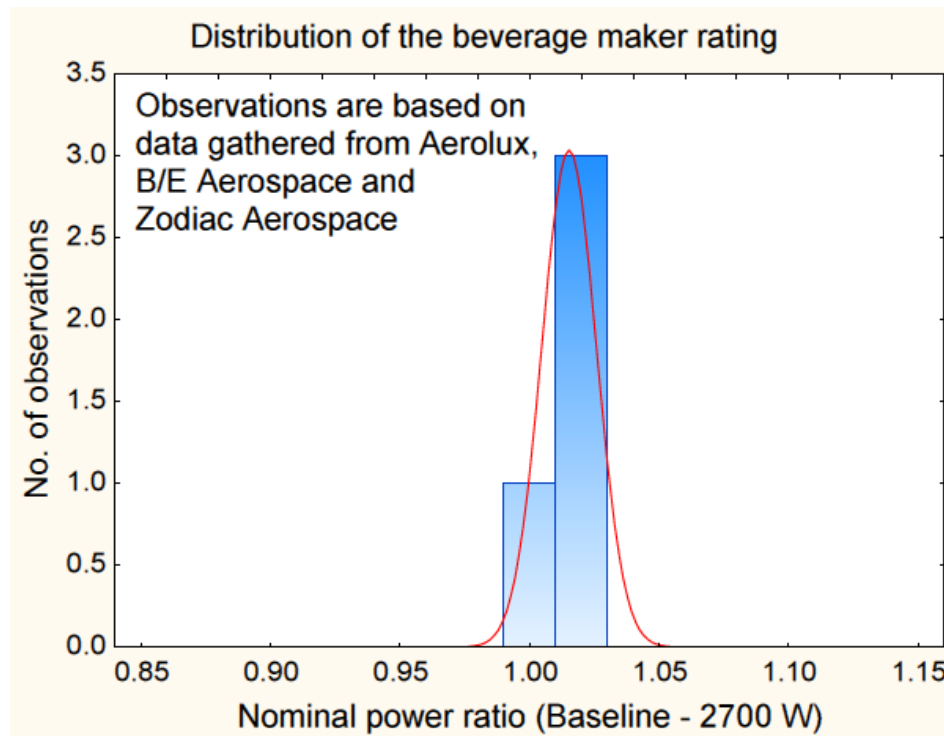 Distribution of the beverage maker rating
Observations are based on
data gathered from Aerolux,
B/E Aerospace and
Zodiac Aerospace
No. of observations
3.5
3.0
2.5
2.0
1.5
1.0
0.5
0.0
0.85 0.90 0.95 1.00 1.05 1.10 1.15
Nominal power ratio (Baseline - 2700 W)